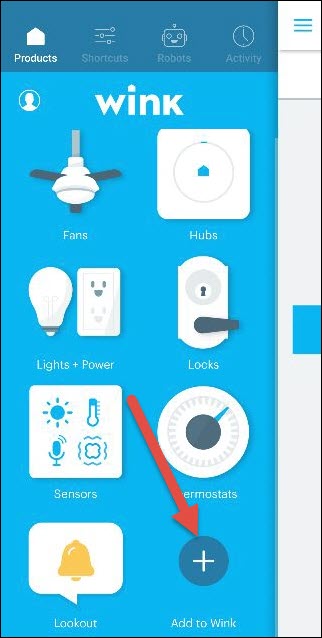 Products Shortcuts Robots Activity
wink
Fans Hubs
Lights + Power Locks
Sensors ermostats
Lookout Add to Wink